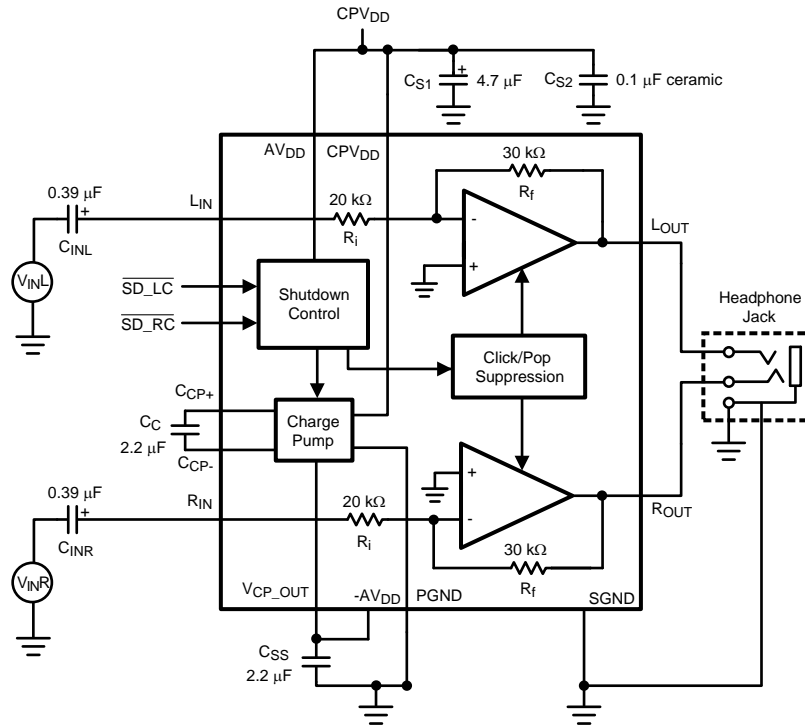 CPVDD
CS1
+
4.7 μF
CS2
0.1 μF ceramic
AVDD
CPVDD
30 kΩ
Rf
0.39 μF
+
CINL
LIN
20 kΩ
Ri
-
+
LOUT
VINL
SD_LC
SD_RC
Shutdown
Control
Click/Pop
Suppression
Headphone
Jack
CCP+
CC
2.2 μF
CCP-
Charge
Pump
+
-
0.39 μF
+
CINR
RIN
20 kΩ
Ri
ROUT
30 kΩ
Rf
VINR
VCP_OUT
-AVDD
PGND
SGND
CSS
2.2 μF